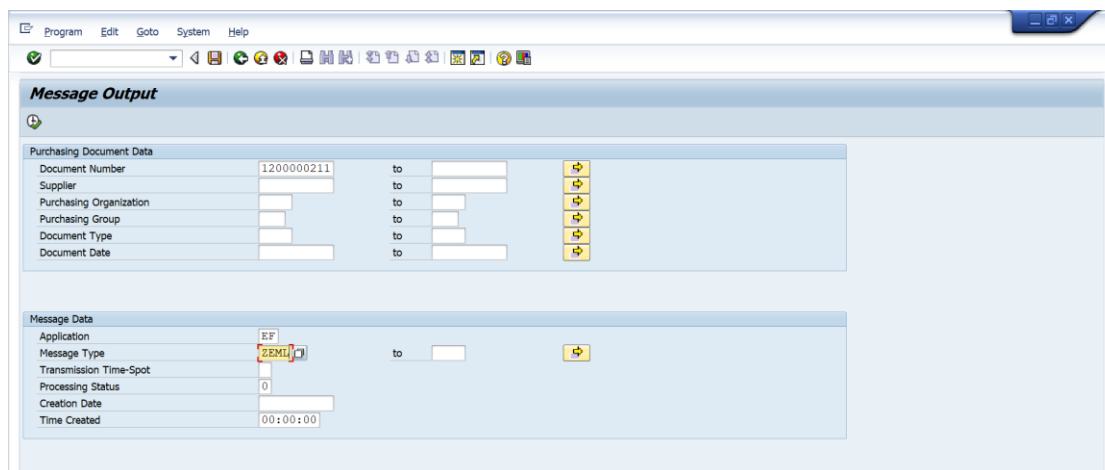 Program Edit Goto System Help
Message Output
Purchasing Document Data
Document Number 1200000211 to
Supplier to
Purchasing Organization to
Purchasing Group to
Document Type to
Document Date to
Message Data
Application EF
Message Type ZEML to
Transmission Time-Spot
Processing Status 0
Creation Date
Time Created 00:00:00